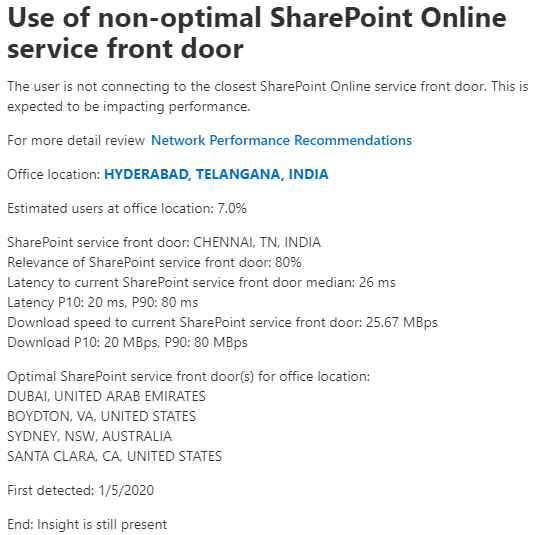 Use of non-optimal SharePoint Online
service front door
The user is not connecting to the closest SharePoint Online service front door. This is
expected to be impacting performance.
For more detail review Network Performance Recommendations
Office location: HYDERABAD, TELANGANA, INDIA
Estimated users at office location: 7.0%
SharePoint service front door: CHENNAI, TN, INDIA
Relevance of SharePoint service front door: 80%
Latency to current SharePoint service front door median: 26 ms
Latency P10: 20 ms, P90: 80 ms
Download speed to current SharePoint service front door: 25.67 MBps
Download P10: 20 MBps, P90: 80 MBps
Optimal SharePoint service front door(s) for office location:
DUBAI, UNITED ARAB EMIRATES
BOYDTON, VA, UNITED STATES
SYDNEY, NSW, AUSTRALIA
SANTA CLARA, CA, UNITED STATES
First detected: 1/5/2020
End: Insight is still present